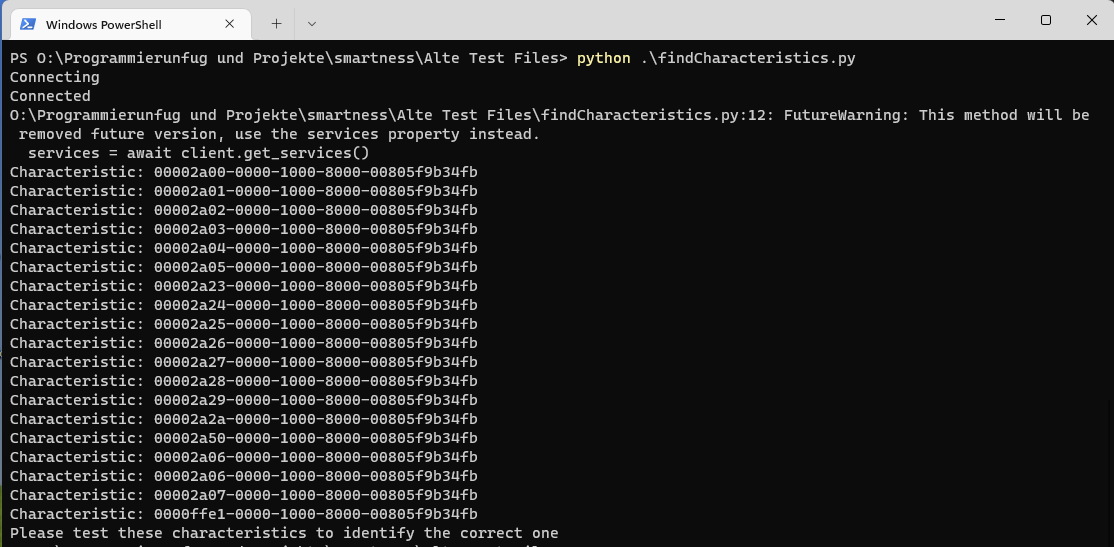 Windows PowerShell
PS O:\Programmierunfug und Projekte\smartness\Alte Test Files> python .\findCharacteristics.py
Connecting
Connected
O:\Programmierunfug und Projekte\smartness\Alte Test Files\findCharacteristics.py:12: FutureWarning: This method will be
removed future version, use the services property instead.
services = await client.get_services()
Characteristic: 00002a00-0000-1000-8000-00805f9b34fb
Characteristic: 00002a01-0000-1000-8000-00805f9b34fb
Characteristic: 00002a02-0000-1000-8000-00805f9b34fb
Characteristic: 00002a03-0000-1000-8000-00805f9b34fb
Characteristic: 00002a04-0000-1000-8000-00805f9b34fb
Characteristic: 00002a05-0000-1000-8000-00805f9b34fb
Characteristic: 00002a23-0000-1000-8000-00805f9b34fb
Characteristic: 00002a24-0000-1000-8000-00805f9b34fb
Characteristic: 00002a25-0000-1000-8000-00805f9b34fb
Characteristic: 00002a26-0000-1000-8000-00805f9b34fb
Characteristic: 00002a27-0000-1000-8000-00805f9b34fb
Characteristic: 00002a28-0000-1000-8000-00805f9b34fb
Characteristic: 00002a29-0000-1000-8000-00805f9b34fb
Characteristic: 00002a2a-0000-1000-8000-00805f9b34fb
Characteristic: 00002a50-0000-1000-8000-00805f9b34fb
Characteristic: 00002a06-0000-1000-8000-00805f9b34fb
Characteristic: 00002a06-0000-1000-8000-00805f9b34fb
Characteristic: 00002a07-0000-1000-8000-00805f9b34fb
Characteristic: 0000ffe1-0000-1000-8000-00805f9b34fb
Please test these characteristics to identify the correct one